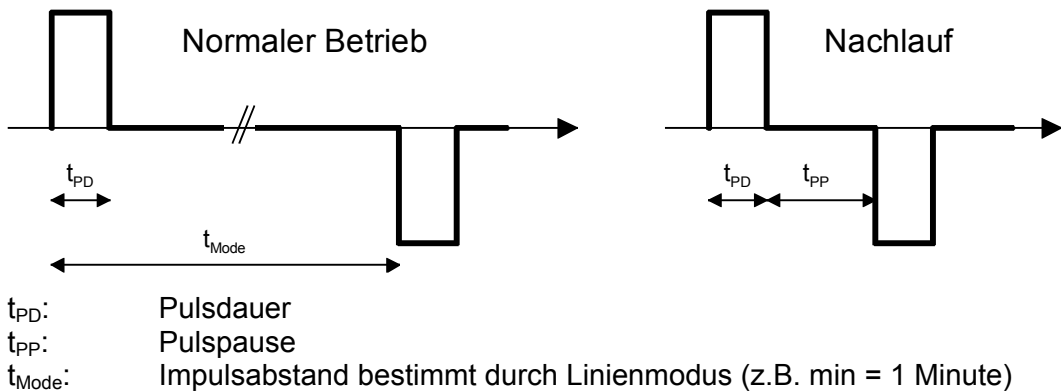 Normaler Betrieb
Nachlauf
tPD
tPD
tPP
tMode
tPD: Pulsdauer
tPP: Pulspause
tMode: Impulsabstand bestimmt durch Linienmodus (z.B. min = 1 Minute)